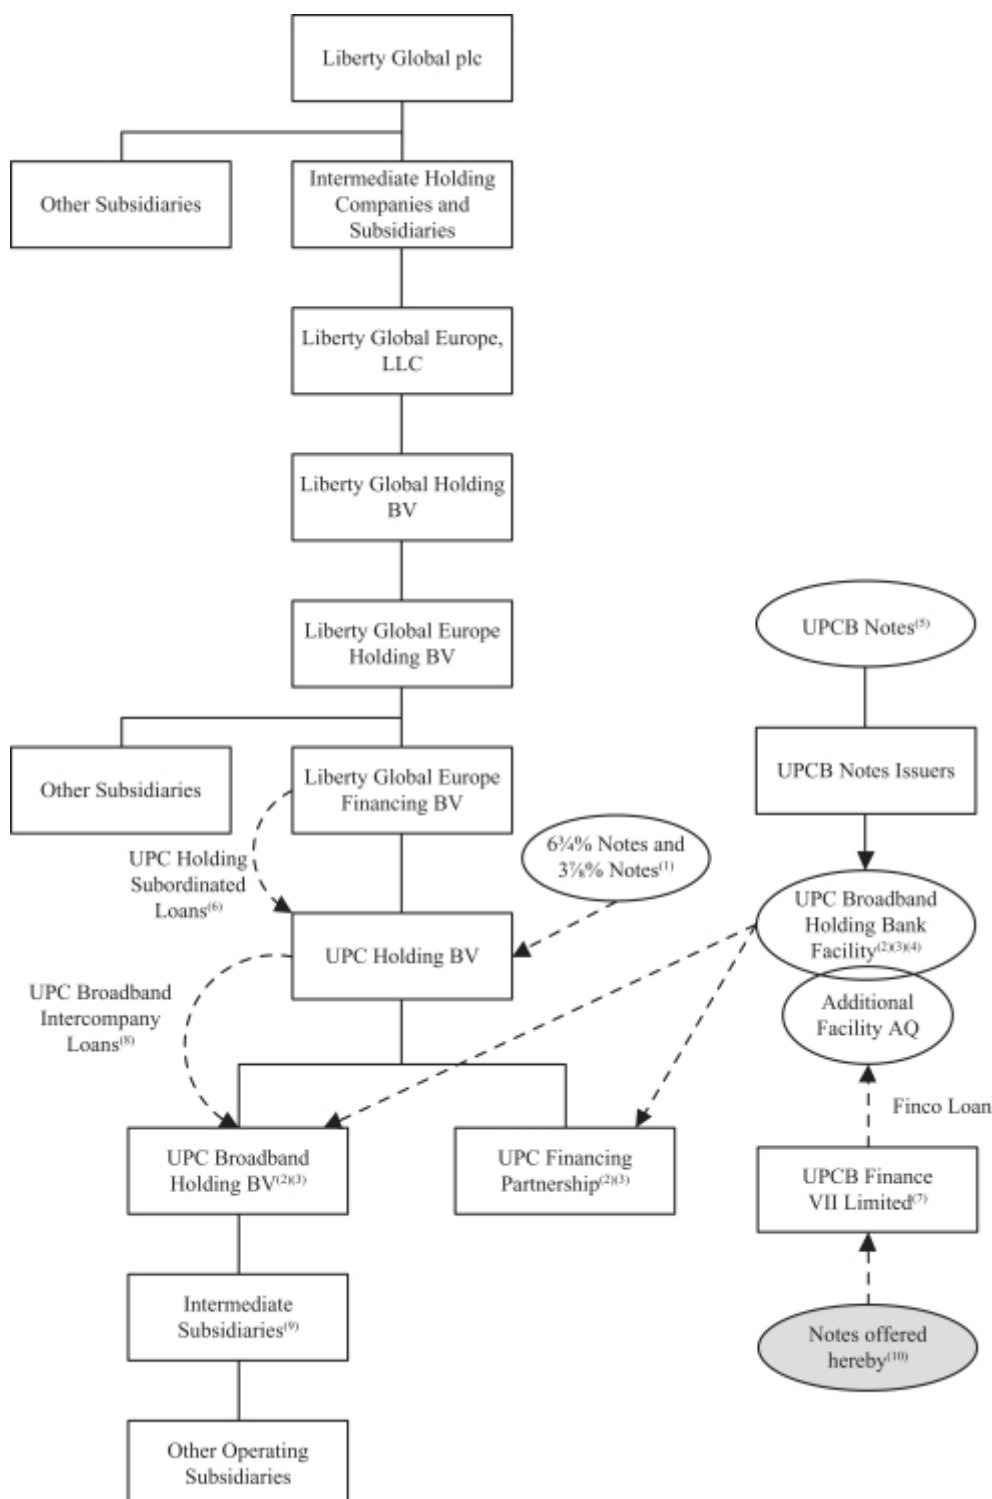 Liberty Global plc
Other Subsidiaries
Intermediate Holding
Companies and
Subsidiaries
Liberty Global Europe,
LLC
Liberty Global Holding
BV
Liberty Global Europe
Holding BV
UPCB Notes(5)
Other Subsidiaries
Liberty Global Europe
Financing BV
UPCB Notes Issuers
UPC Holding
Subordinated
Loans(6)
6¾% Notes and
3⅞% Notes(1)
UPC Broadband
Holding Bank
Facility(2)(3)(4)
UPC Holding BV
UPC Broadband
Intercompany
Loans(8)
Additional
Facility AQ
Finco Loan
UPC Broadband
Holding BV(2)(3)
UPC Financing
Partnership(2)(3)
UPCB Finance
VII Limited(7)
Intermediate
Subsidiaries(9)
Notes offered
hereby(10)
Other Operating
Subsidiaries